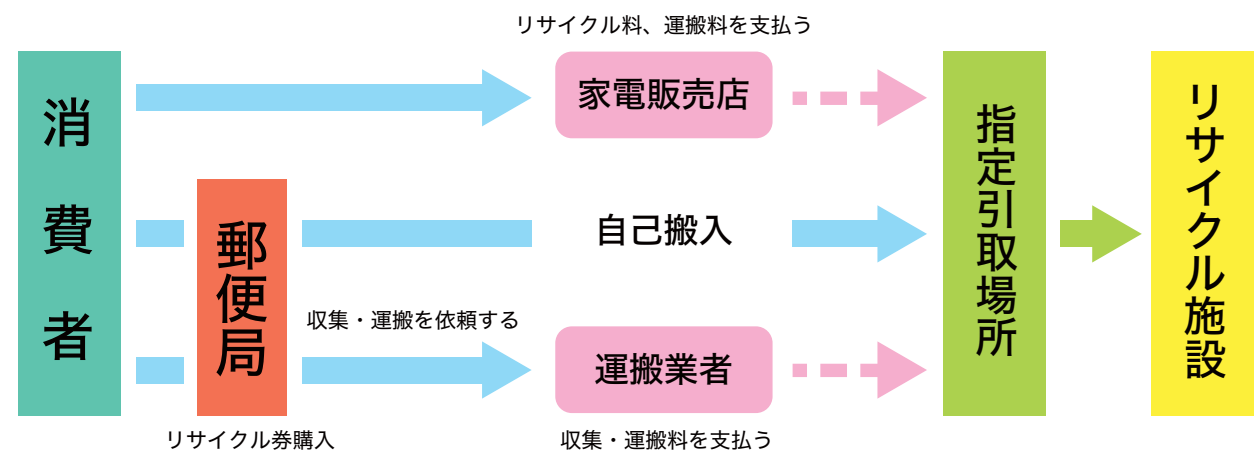 リサイクル料、運搬料を支払う
消費者
家電販売店
郵便局
自己搬入
収集・運搬を依頼する
運搬業者
リサイクル券購入
収集・運搬料を支払う
指定引取場所
リサイクル施設